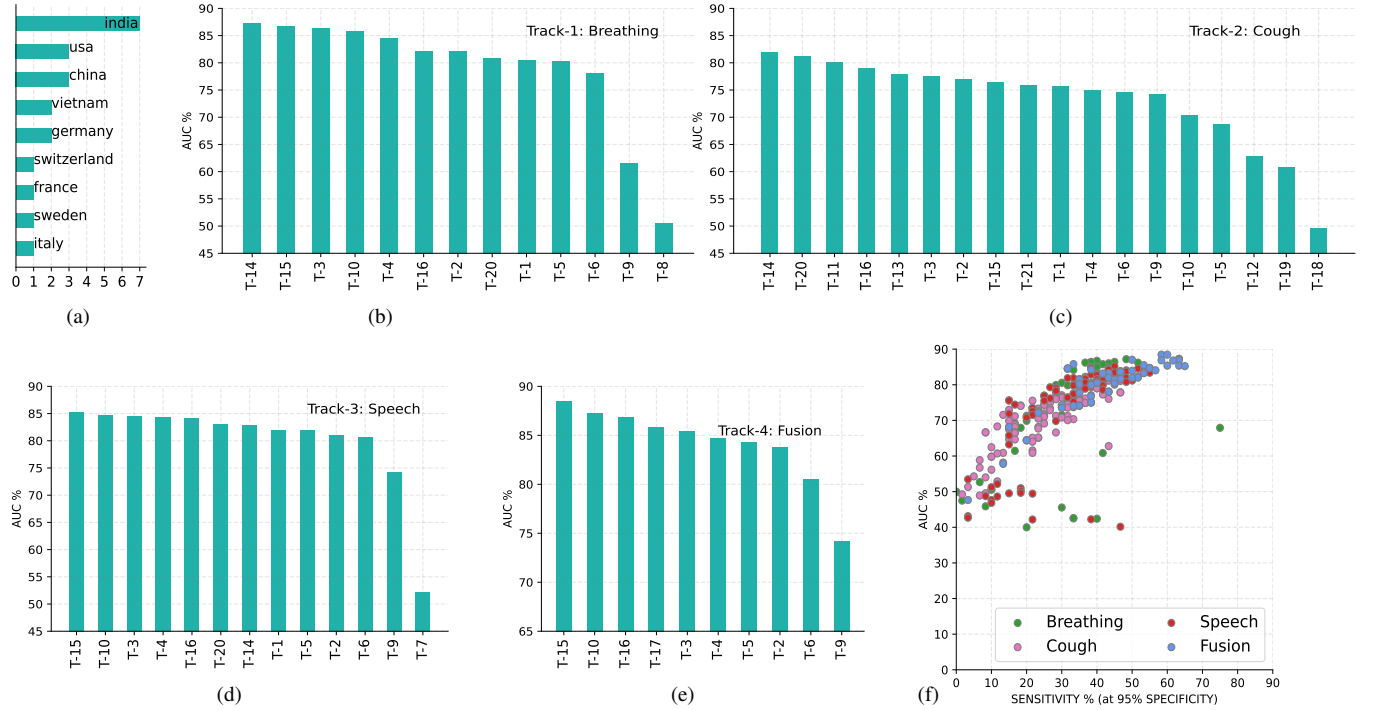 india
usa
china
vietnam
germany
switzerland
france
sweden
italy
0 1 2 3 4 5 6 7
(a)
Track-1: Breathing
AUC %
90
85
80
75
70
65
60
55
50
45
T-14 T-15 T-3 T-10 T-4 T-16 T-2 T-20 T-1 T-5 T-6 T-9 T-8
(b)
Track-2: Cough
AUC %
90
85
80
75
70
65
60
55
50
45
T-14 T-20 T-11 T-16 T-13 T-3 T-2 T-15 T-21 T-1 T-4 T-6 T-9 T-10 T-5 T-12 T-19 T-18
(c)
Track-3: Speech
AUC %
90
85
80
75
70
65
60
55
50
45
T-15 T-10 T-3 T-4 T-16 T-20 T-14 T-1 T-5 T-2 T-6 T-9 T-7
(d)
Track-4: Fusion
AUC %
90
85
80
75
70
65
T-15 T-10 T-16 T-17 T-3 T-4 T-5 T-2 T-6 T-9
(e)
AUC %
90
80
70
60
50
40
30
20
10
0
Breathing Speech
Cough Fusion
0 10 20 30 40 50 60 70 80 90
SENSITIVITY % (at 95% SPECIFICITY)
(f)